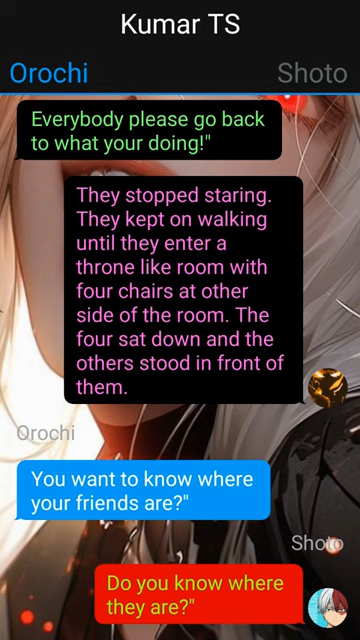 Kumar TS
Orochi
Shoto
Everybody please go back
to what your doing!"
They stopped staring.
They kept on walking
until they enter a
throne like room with
four chairs at other
side of the room. The
four sat down and the
others stood in front of
them.
Orochi
You want to know where
your friends are?"
Shoto
Do you know where
they are?"